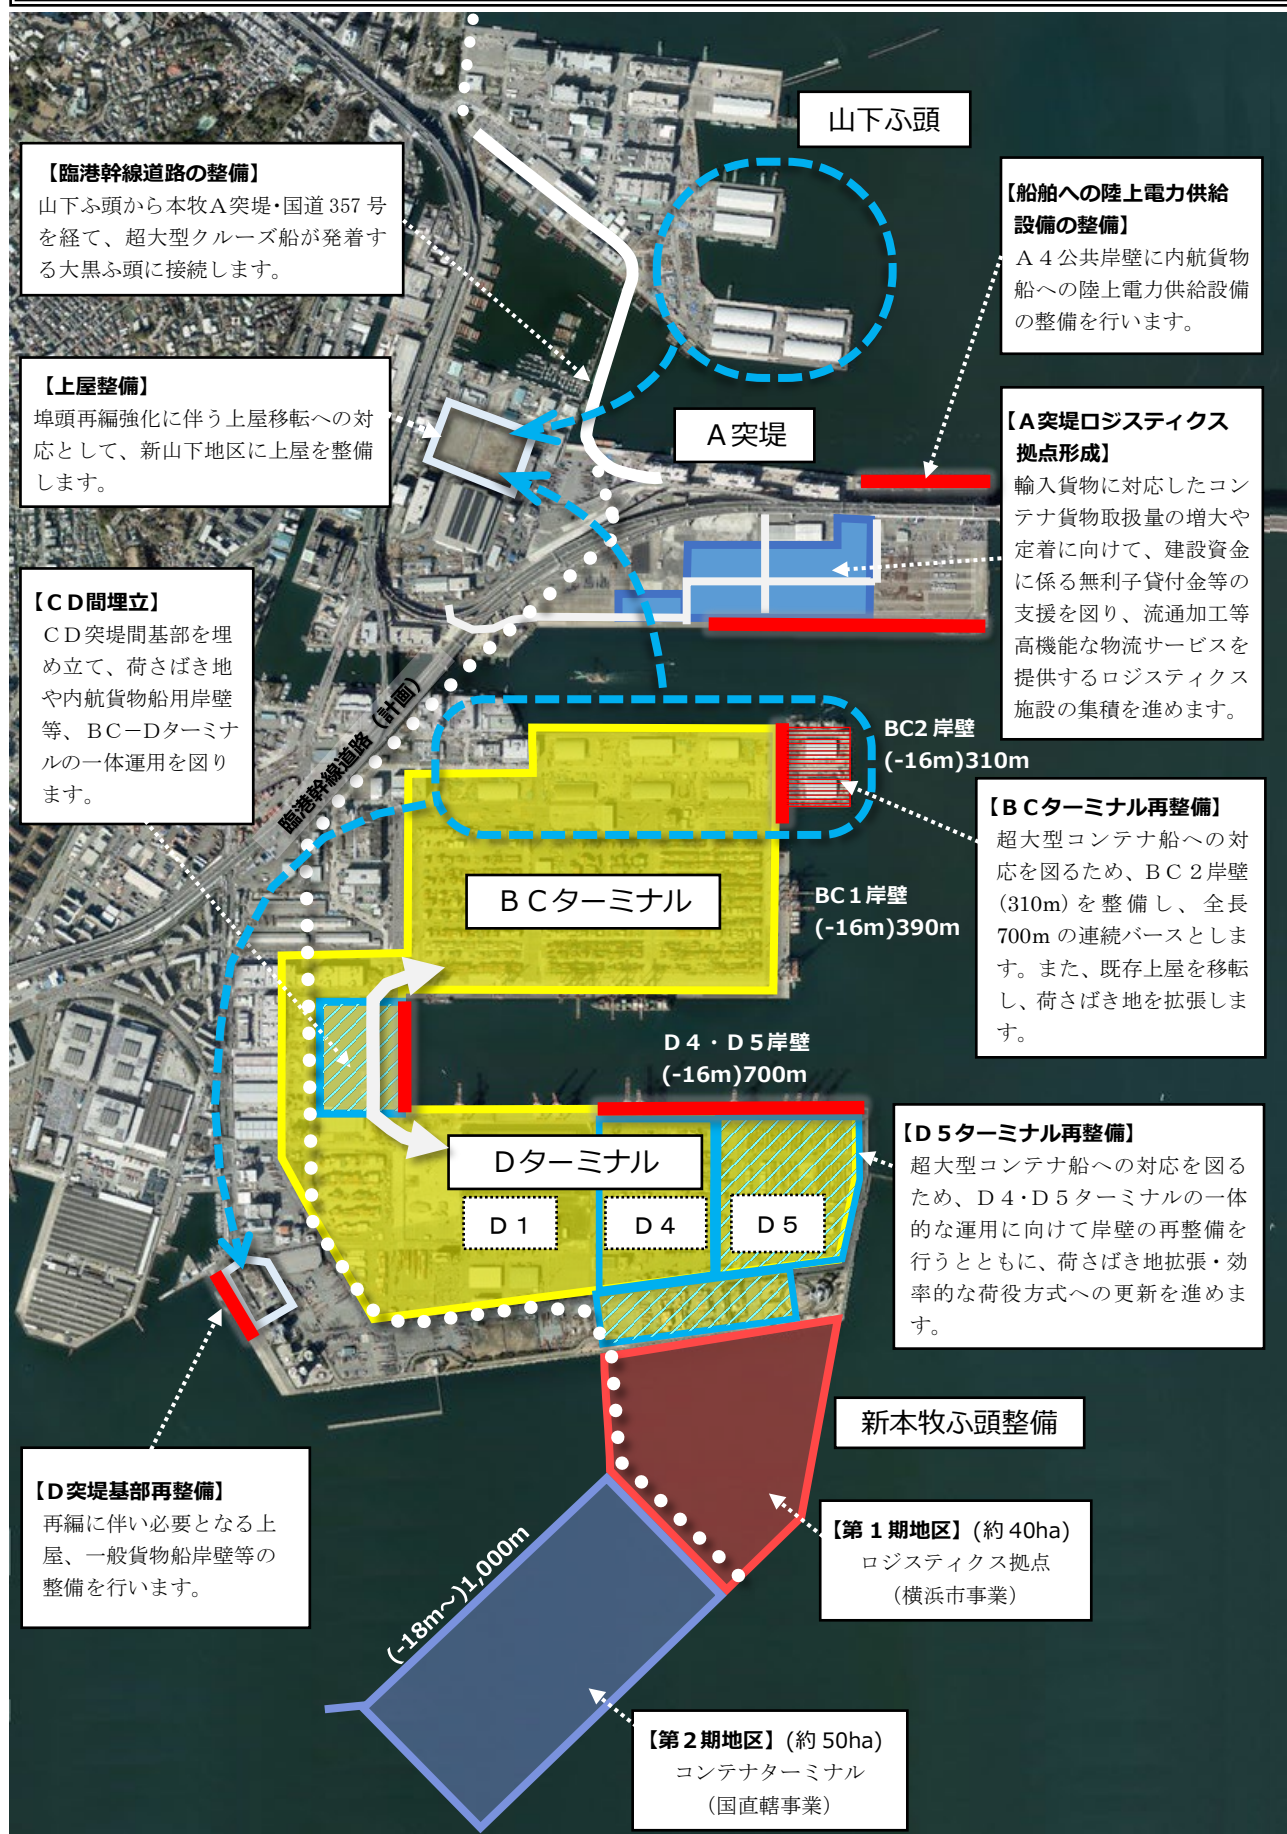 山下ふ頭
【臨港幹線道路の整備】
山下ふ頭から本牧A突堤・国道357号
を経て、超大型クルーズ船が発着す
る大黒ふ頭に接続します。
【船舶への陸上電力供給
設備の整備】
A4公共岸壁に内航貨物
船への陸上電力供給設備
の整備を行います。
【上屋整備】
埠頭再編強化に伴う上屋移転への対
応として、新山下地区に上屋を整備
します。
A突堤
【A突堤ロジスティクス
拠点形成】
輸入貨物に対応したコン
テナ貨物取扱量の増大や
定着に向けて、建設資金
に係る無利子貸付金等の
支援を図り、流通加工等
高機能な物流サービスを
提供するロジスティクス
施設の集積を進めます。
【CD間埋立】
CD突堤間基部を埋
め立て、荷さばき地
や内航貨物船用岸壁
等、BC−Dターミナ
ルの一体運用を図り
ます。
臨港幹線道路(計画)
BC2岸壁
(-16m)310m
【BCターミナル再整備】
超大型コンテナ船への対
応を図るため、BC2岸壁
(310m)を整備し、全長
700mの連続バースとしま
す。また、既存上屋を移転
し、荷さばき地を拡張しま
す。
BCターミナル
BC1岸壁
(-16m)390m
D4・D5岸壁
(-16m)700m
Dターミナル
D1
D4
D5
【D5ターミナル再整備】
超大型コンテナ船への対応を図る
ため、D4・D5ターミナルの一体
的な運用に向けて岸壁の再整備を
行うとともに、荷さばき地拡張・効
率的な荷役方式への更新を進めま
す。
新本牧ふ頭整備
【D突堤基部再整備】
再編に伴い必要となる上
屋、一般貨物船岸壁等の
整備を行います。
【第1期地区】(約40ha)
ロジスティクス拠点
(横浜市事業)
(-18m～)1,000m
【第2期地区】(約50ha)
コンテナターミナル
(国直轄事業)